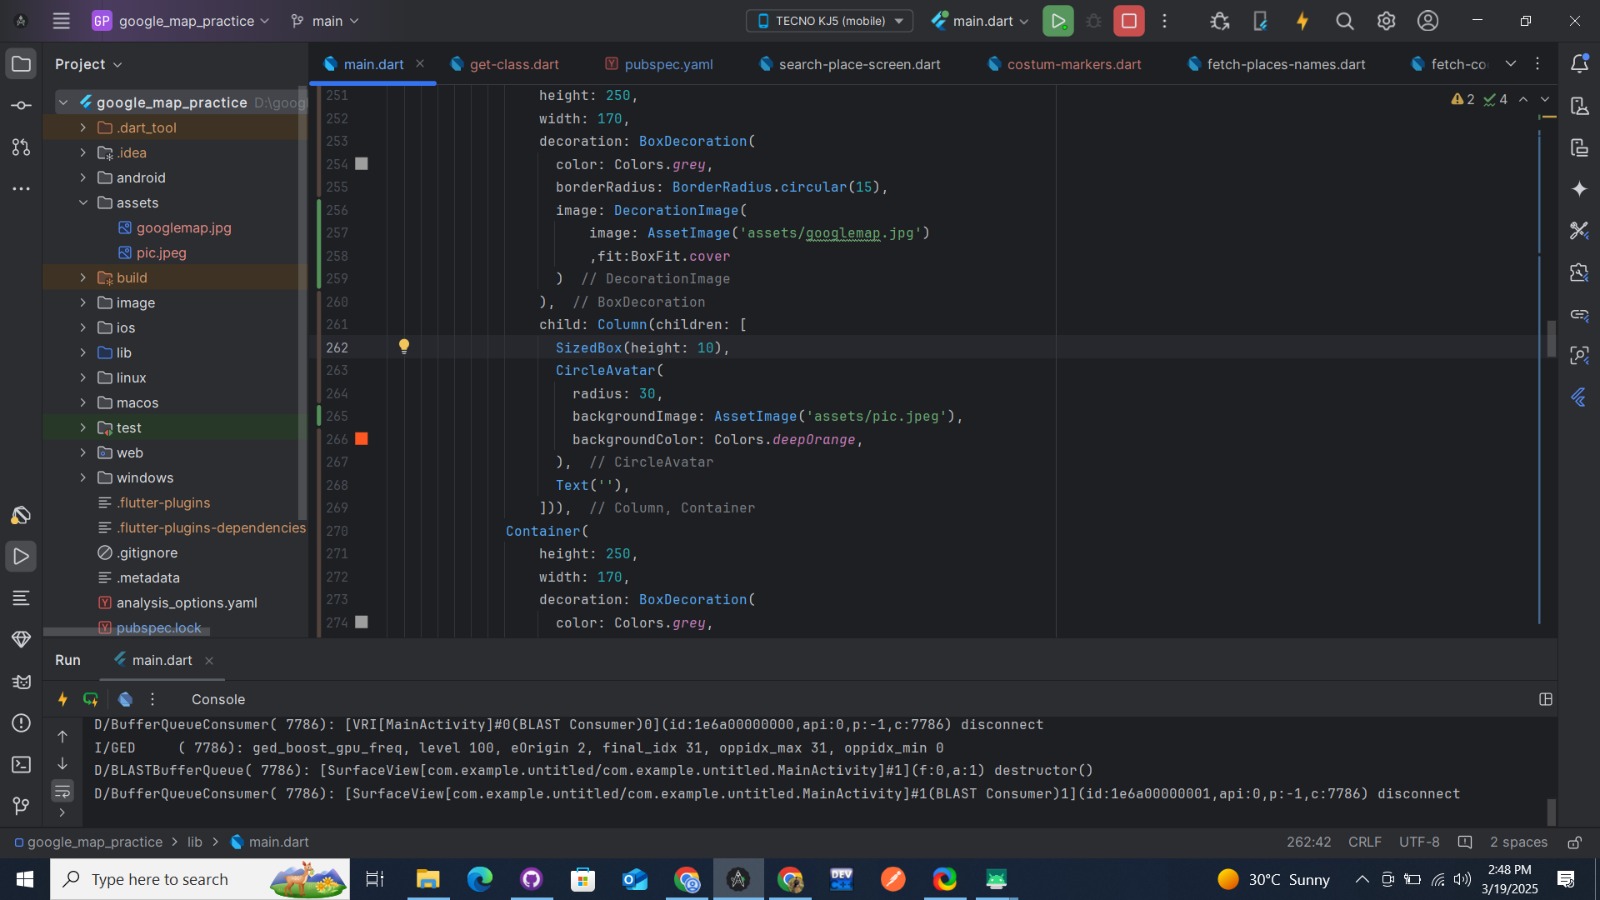 GP google_map_practice main TECNO KJ5 (mobile) main.dart
Project
main.dart get-class.dart pubspec.yaml search-place-screen.dart costum-markers.dart fetch-places-names.dart fetch-co
google_map_practice D:\goog
.dart_tool
.idea
android
assets
googlemap.jpg
pic.jpeg
build
image
ios
lib
linux
macos
test
web
windows
.flutter-plugins
.flutter-plugins-dependencies
.gitignore
.metadata
analysis_options.yaml
pubspec.lock
2 4
251 height: 250,
252 width: 170,
253 decoration: BoxDecoration(
254 color: Colors.grey,
255 borderRadius: BorderRadius.circular(15),
256 image: DecorationImage(
257 image: AssetImage('assets/googlemap.jpg')
258 ,fit:BoxFit.cover
259 ) // DecorationImage
260 ), // BoxDecoration
261 child: Column(children: [
262 SizedBox(height: 10),
263 CircleAvatar(
264 radius: 30,
265 backgroundImage: AssetImage('assets/pic.jpeg'),
266 backgroundColor: Colors.deepOrange,
267 ), // CircleAvatar
268 Text(''),
269 ])), // Column, Container
270 Container(
271 height: 250,
272 width: 170,
273 decoration: BoxDecoration(
274 color: Colors.grey,
Run main.dart
Console
D/BufferQueueConsumer( 7786): [VRI[MainActivity]#0(BLAST Consumer)0](id:1e6a00000000,api:0,p:-1,c:7786) disconnect
I/GED ( 7786): ged_boost_gpu_freq, level 100, eOrigin 2, final_idx 31, oppidx_max 31, oppidx_min 0
D/BLASTBufferQueue( 7786): [SurfaceView[com.example.untitled/com.example.untitled.MainActivity]#1](f:0,a:1) destructor()
D/BufferQueueConsumer( 7786): [SurfaceView[com.example.untitled/com.example.untitled.MainActivity]#1(BLAST Consumer)1](id:1e6a00000001,api:0,p:-1,c:7786) disconnect
google_map_practice > lib > main.dart 262:42 CRLF UTF-8 2 spaces
Type here to search DEV 30°C Sunny 2:48 PM
3/19/2025